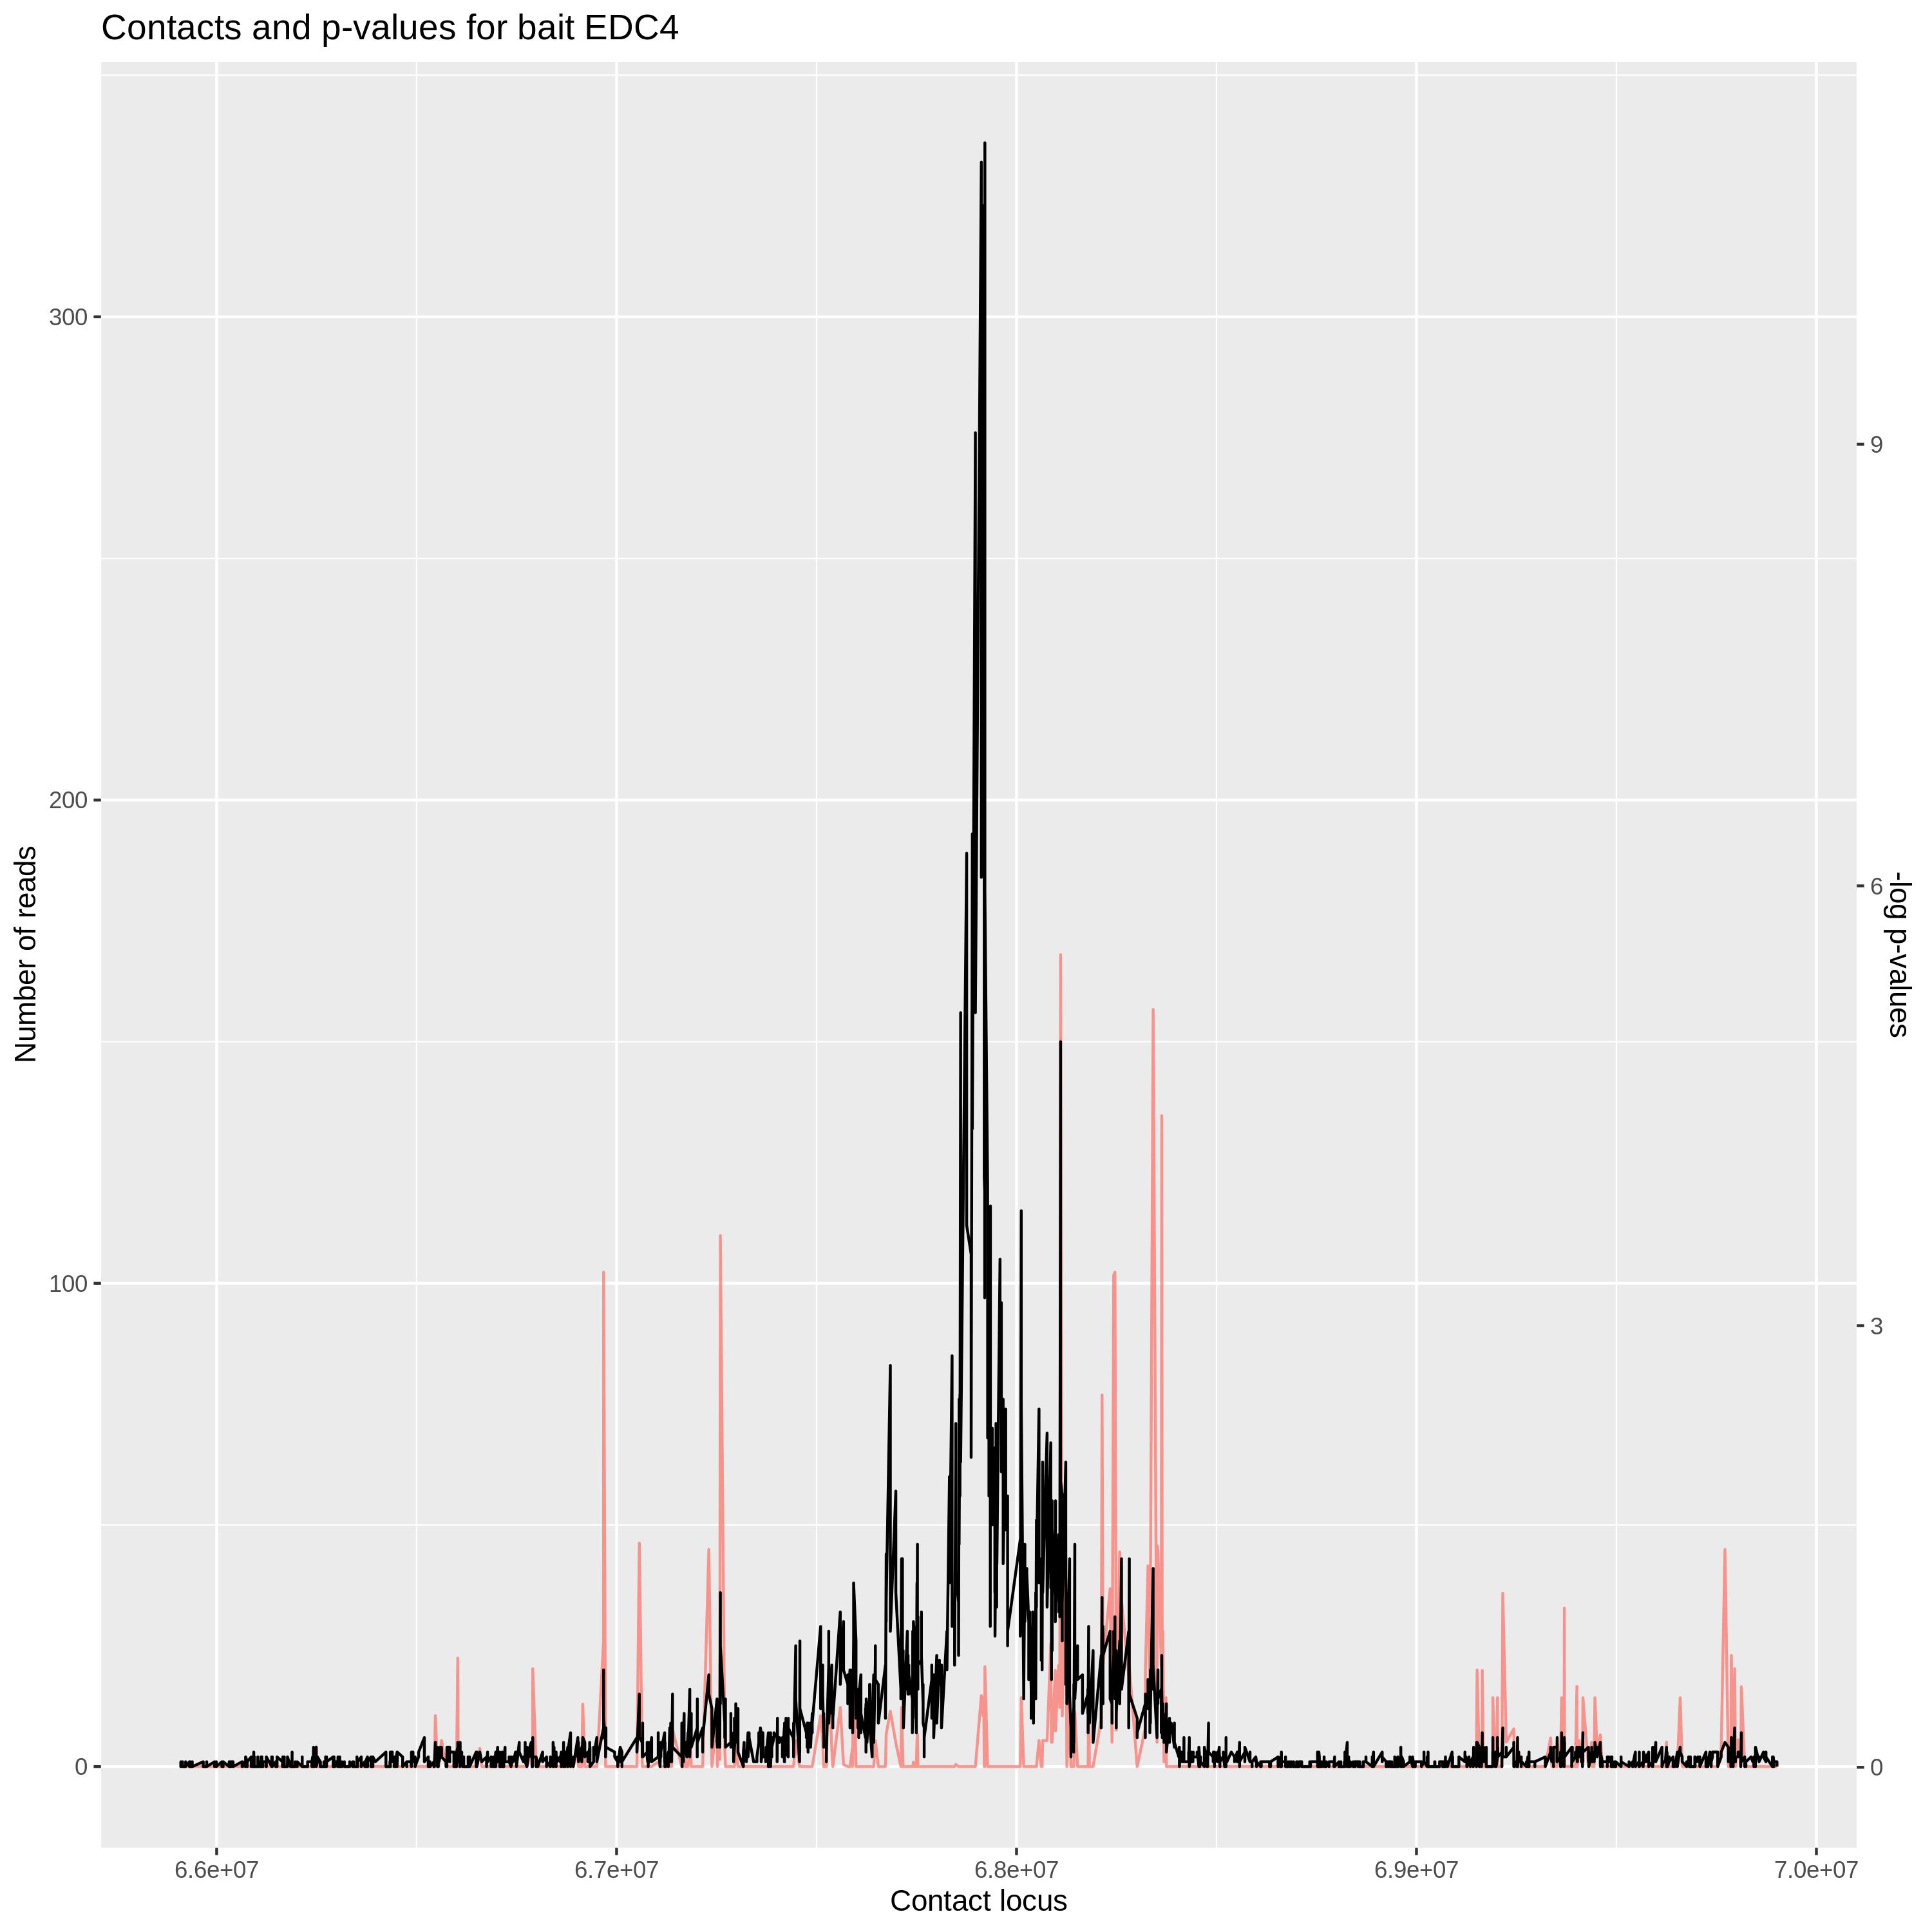 Contacts and p-values for bait EDC4
Number of reads
300
200
100
0
9
6
3
0
-log p-values
6.6e+07
6.7e+07
6.8e+07
6.9e+07
7.0e+07
Contact locus